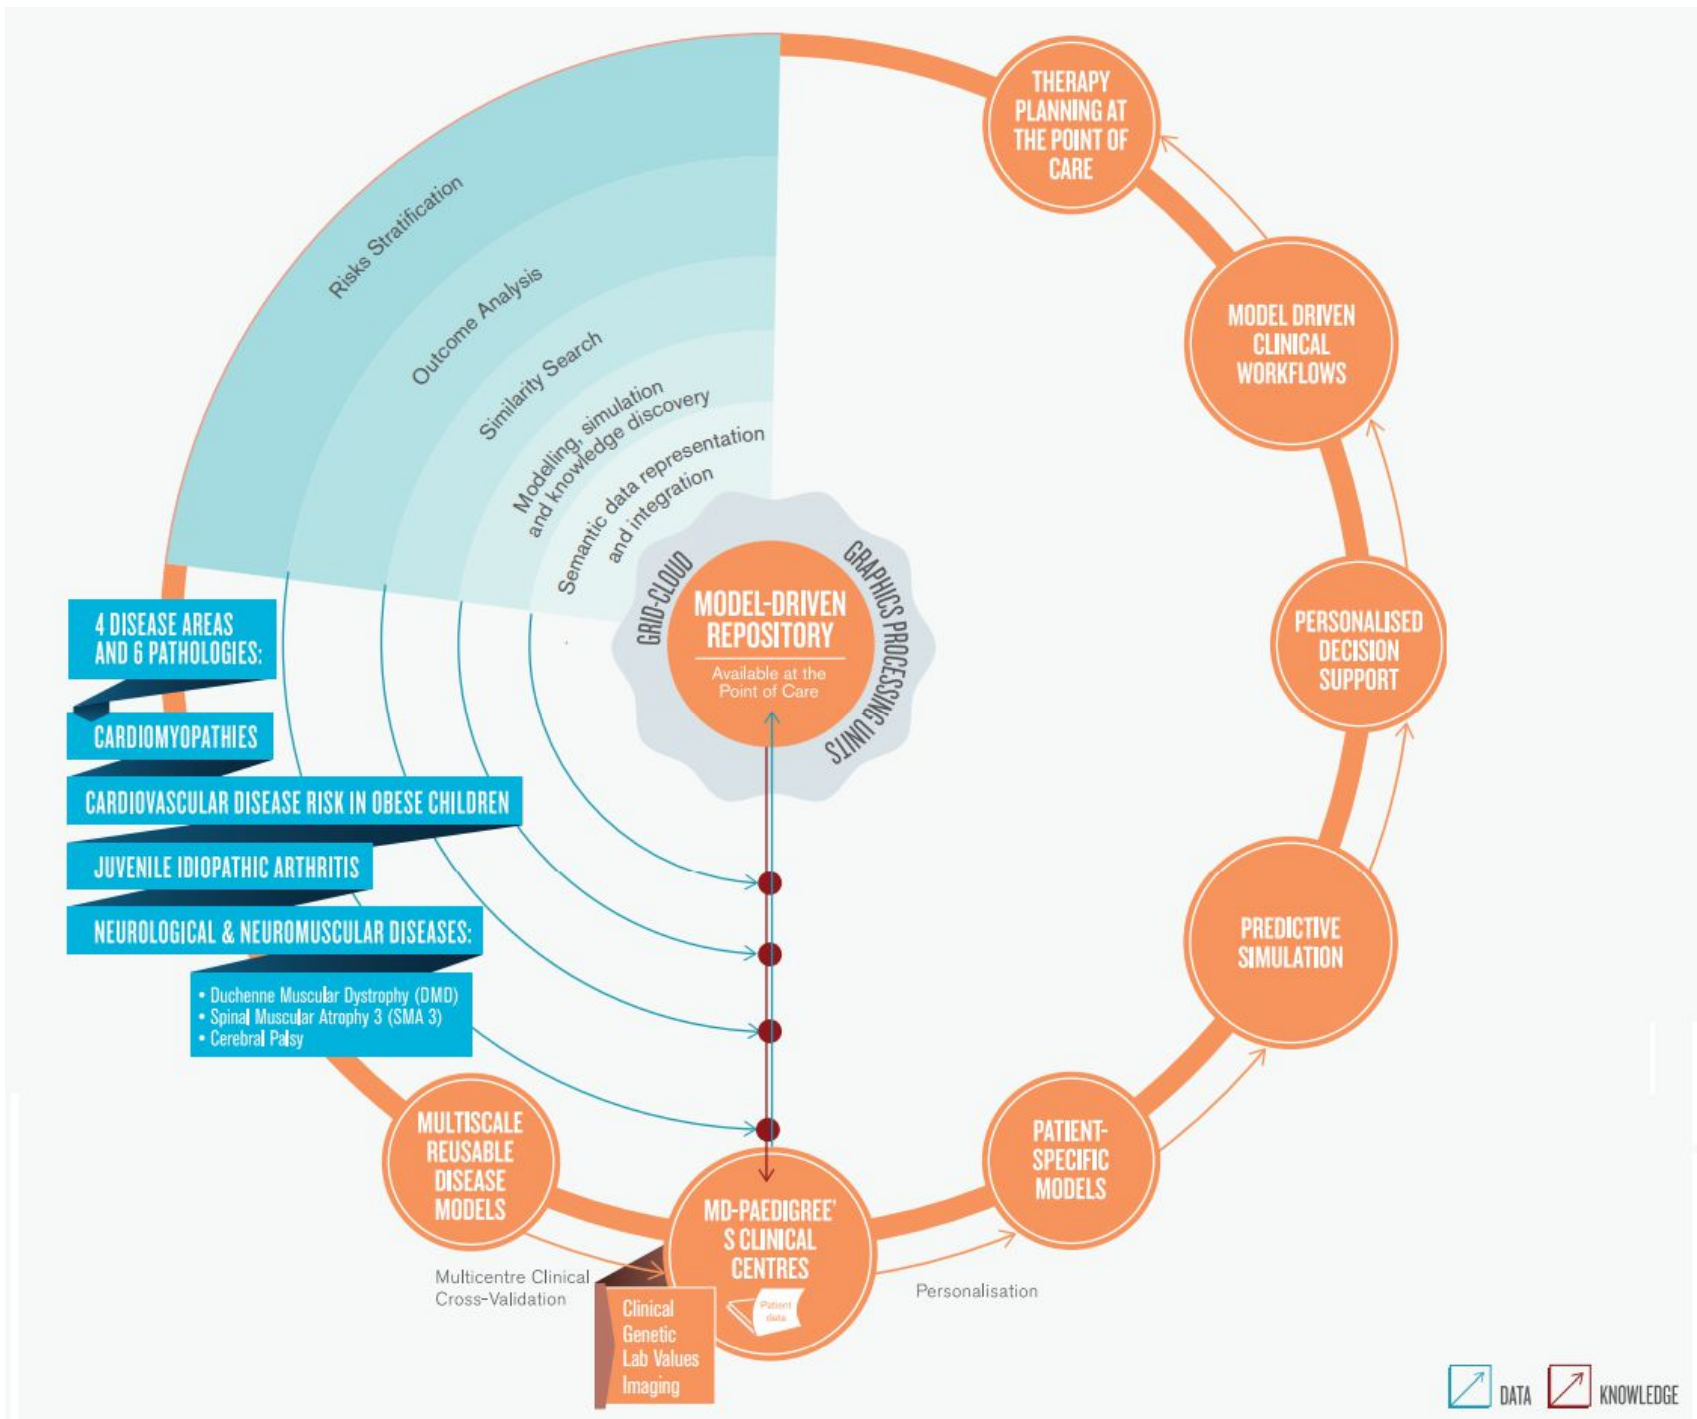 THERAPY
PLANNING AT
THE POINT OF
CARE
MODEL DRIVEN
CLINICAL
WORKFLOWS
PERSONALISED
DECISION
SUPPORT
PREDICTIVE
SIMULATION
PATIENT-
SPECIFIC
MODELS
Personalisation
MD-PAEDIGREE'
S CLINICAL
CENTRES
Patient
data
Clinical
Genetic
Lab Values
Imaging
Multicentre Clinical
Cross-Validation
MULTISCALE
REUSABLE
DISEASE
MODELS
4 DISEASE AREAS
AND 6 PATHOLOGIES:
CARDIOMYOPATHIES
CARDIOVASCULAR DISEASE RISK IN OBESE CHILDREN
JUVENILE IDIOPATHIC ARTHRITIS
NEUROLOGICAL & NEUROMUSCULAR DISEASES:
• Duchenne Muscular Dystrophy (DMD)
• Spinal Muscular Atrophy 3 (SMA 3)
• Cerebral Palsy
Risks Stratification
Outcome Analysis
Similarity Search
Modelling, simulation
and knowledge discovery
Semantic data representation
and integration
GRID-CLOUD
GRAPHICS PROCESSING UNITS
MODEL-DRIVEN
REPOSITORY
Available at the
Point of Care
DATA
KNOWLEDGE